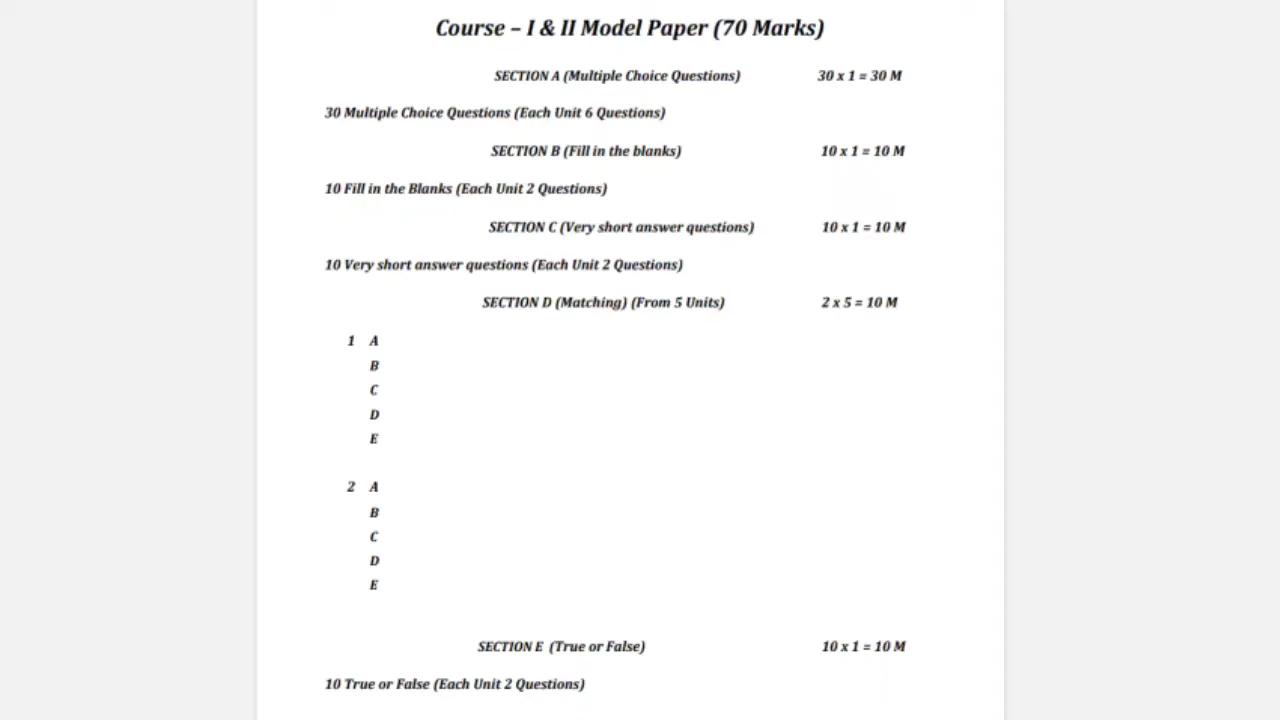 Course – I & II Model Paper (70 Marks)
SECTION A (Multiple Choice Questions) 30 x 1 = 30 M
30 Multiple Choice Questions (Each Unit 6 Questions)
SECTION B (Fill in the blanks) 10 x 1 = 10 M
10 Fill in the Blanks (Each Unit 2 Questions)
SECTION C (Very short answer questions) 10 x 1 = 10 M
10 Very short answer questions (Each Unit 2 Questions)
SECTION D (Matching) (From 5 Units) 2 x 5 = 10 M
1 A
B
C
D
E
2 A
B
C
D
E
SECTION E (True or False) 10 x 1 = 10 M
10 True or False (Each Unit 2 Questions)